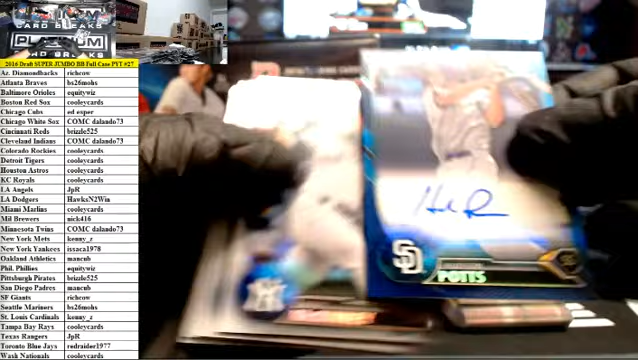 CARD BREAKS
PLATINUM
CARD BREAKS
2016 Draft SUPER JUMBO BB Full Case PYT #27
Az. Diamondbacks richcow
Atlanta Braves bs26mohs
Baltimore Orioles equitywiz
Boston Red Sox cooleycards
Chicago Cubs ed esper
Chicago White Sox COMC dalando73
Cincinnati Reds brizzle525
Cleveland Indians COMC dalando73
Colorado Rockies cooleycards
Detroit Tigers cooleycards
Houston Astros cooleycards
KC Royals cooleycards
LA Angels JpR
LA Dodgers HawksN2Win
Miami Marlins cooleycards
Mil Brewers nick416
Minnesota Twins COMC dalando73
New York Mets kenny_z
New York Yankees issaca1978
Oakland Athletics mancub
Phil. Phillies equitywiz
Pittsburgh Pirates brizzle525
San Diego Padres mancub
SF Giants richcow
Seattle Mariners bs26mohs
St. Louis Cardinals kenny_z
Tampa Bay Rays cooleycards
Texas Rangers JpR
Toronto Blue Jays redraider1977
Wash Nationals cooleycards
SD
POTTS